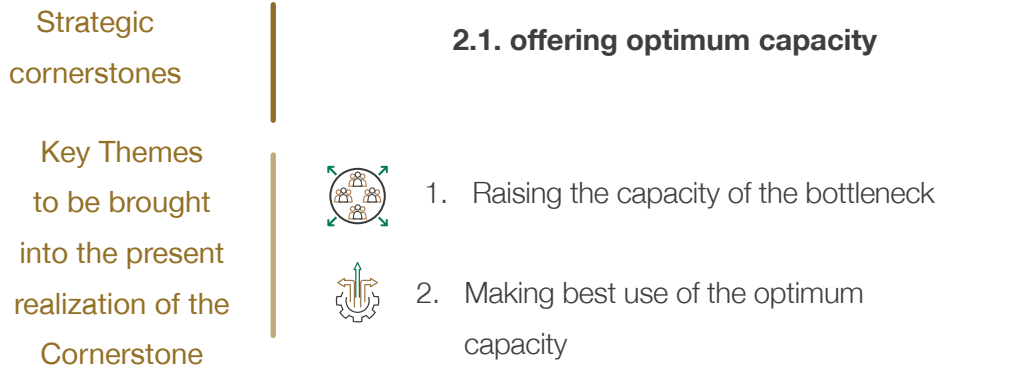 Strategic
cornerstones
2.1. offering optimum capacity
Key Themes
to be brought
into the present
realization of the
Cornerstone
1. Raising the capacity of the bottleneck
2. Making best use of the optimum
capacity